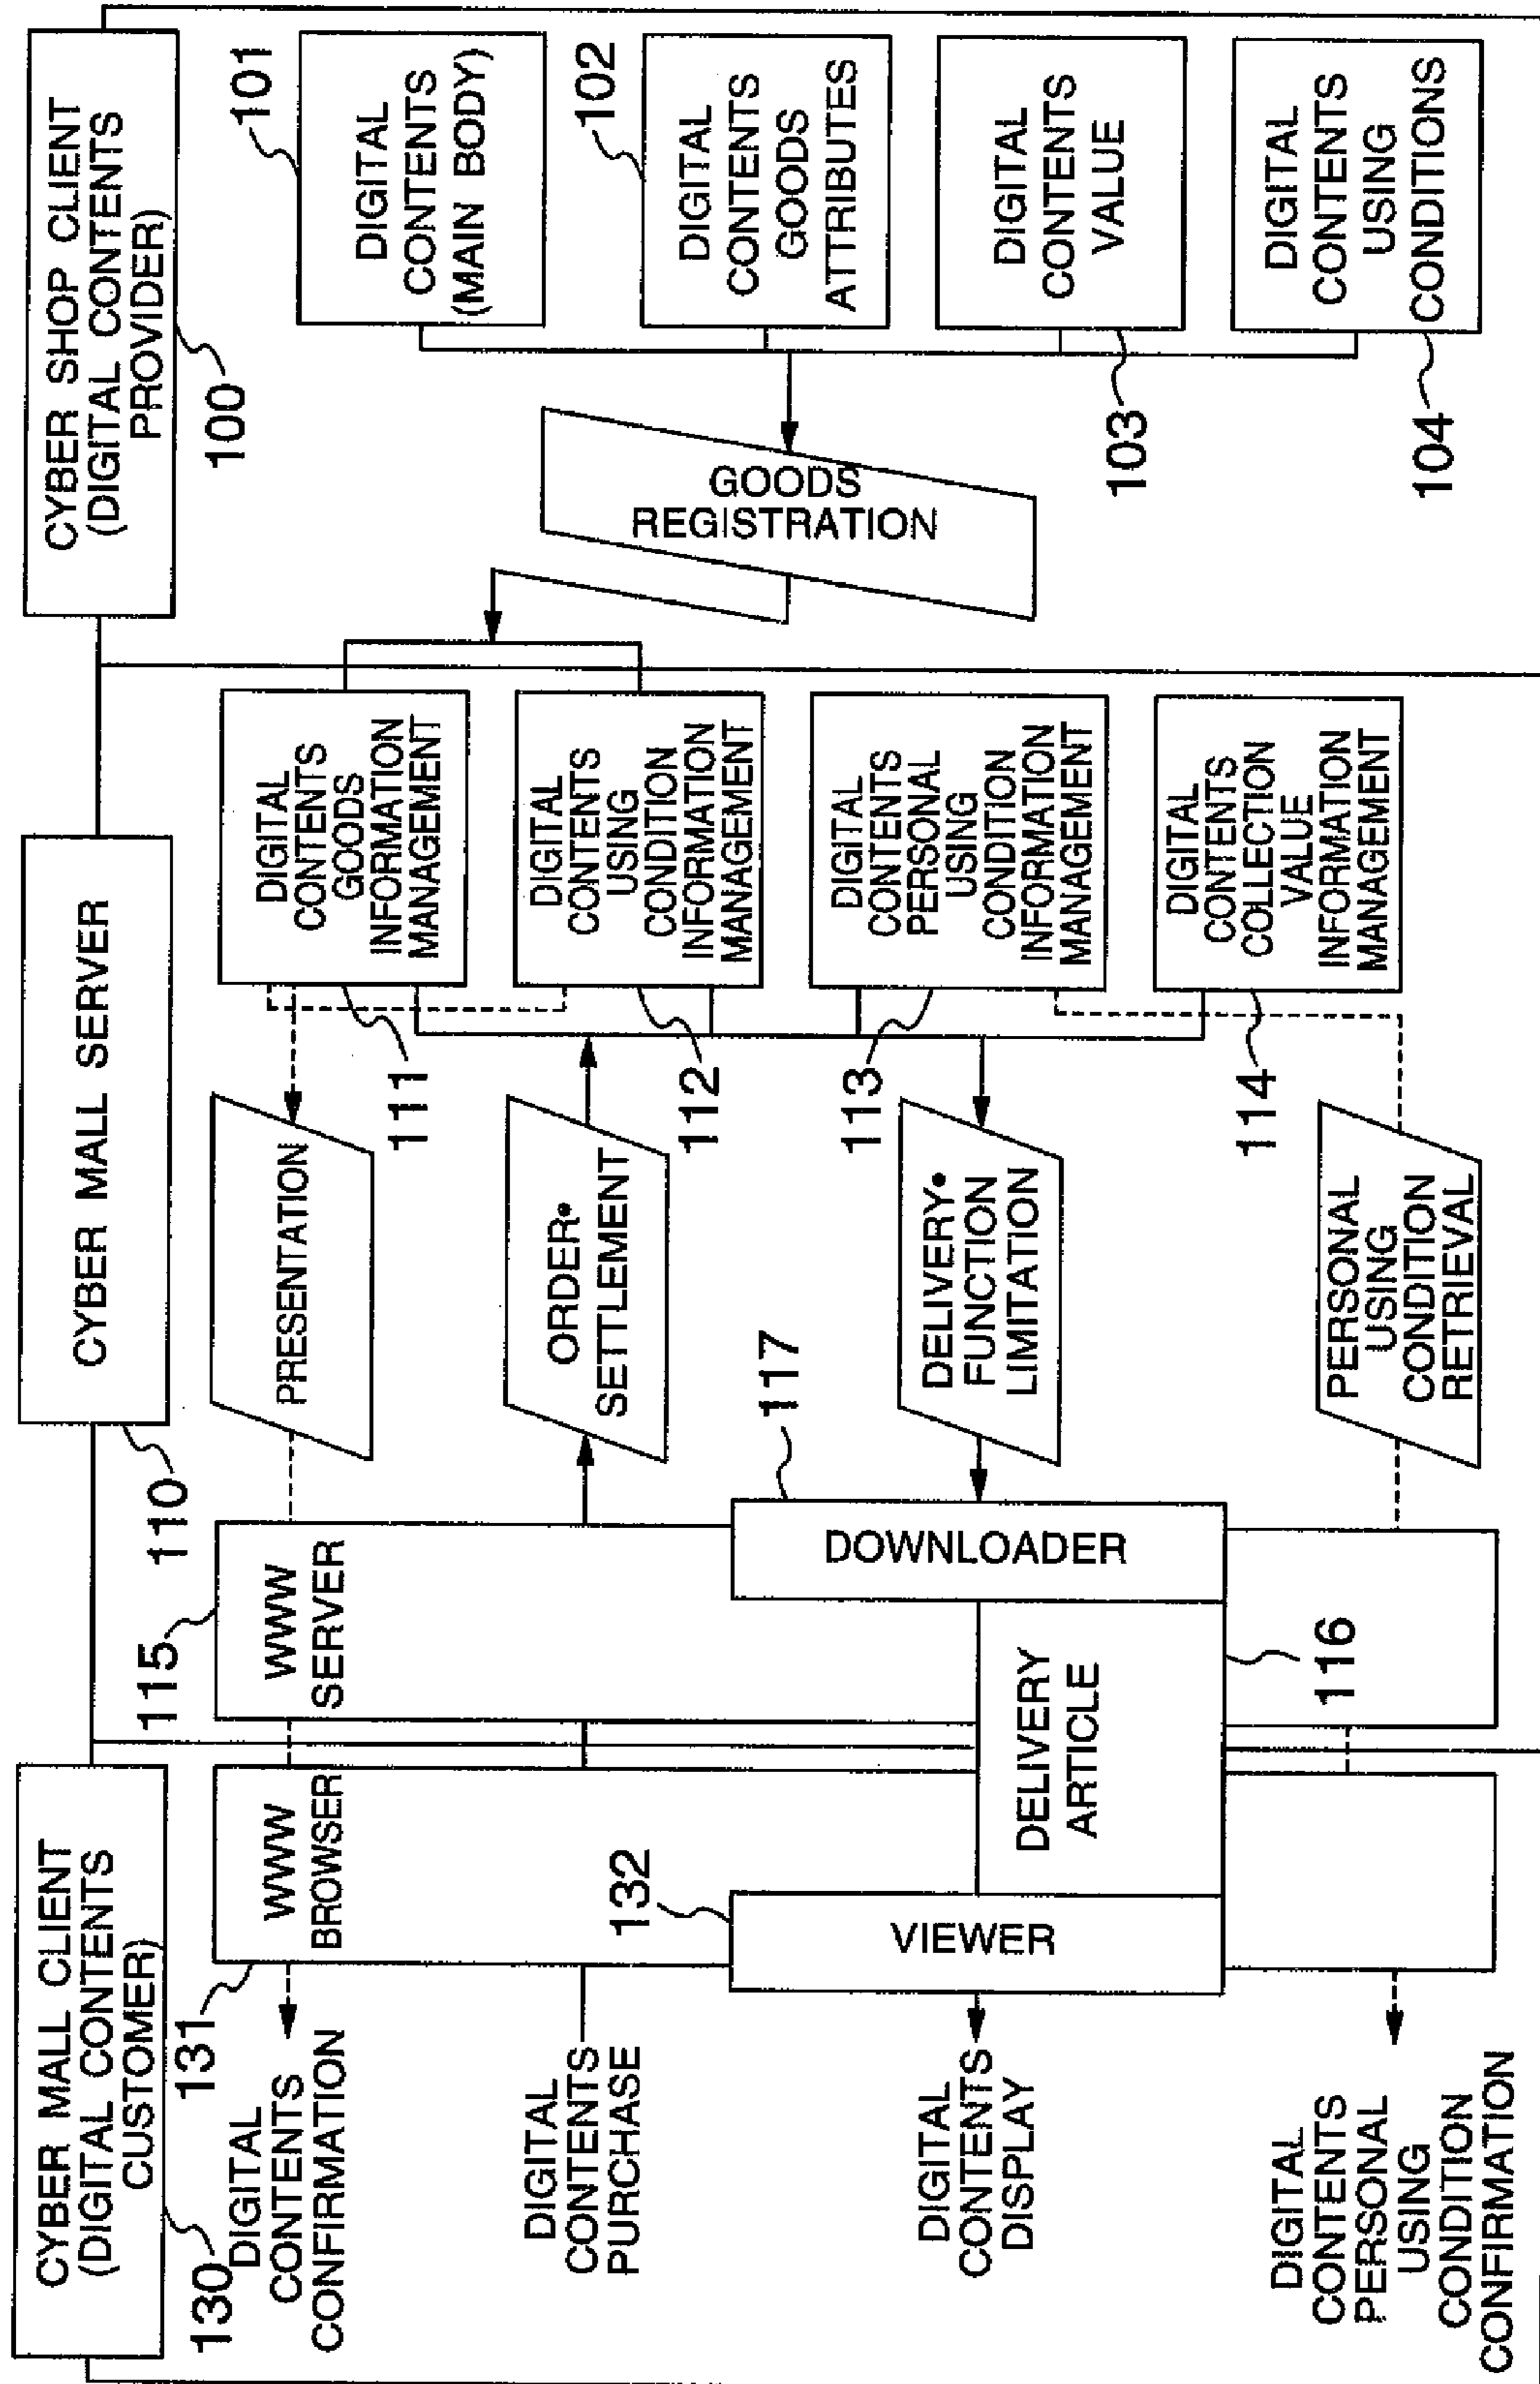 CYBER MALL CLIENT
(DIGITAL CONTENTS
CUSTOMER)
130
131
DIGITAL
CONTENTS
CONFIRMATION
DIGITAL
CONTENTS
PURCHASE
DIGITAL
CONTENTS
DISPLAY
DIGITAL
CONTENTS
PERSONAL
USING
CONDITION
CONFIRMATION
WWW
BROWSER
132
VIEWER
DELIVERY
ARTICLE
116
CYBER MALL SERVER
110
115
WWW
SERVER
117
DOWNLOADER
PRESENTATION
ORDER•
SETTLEMENT
DELIVERY•
FUNCTION
LIMITATION
PERSONAL
USING
CONDITION
RETRIEVAL
111
DIGITAL
CONTENTS
GOODS
INFORMATION
MANAGEMENT
112
DIGITAL
CONTENTS
USING
CONDITION
INFORMATION
MANAGEMENT
113
DIGITAL
CONTENTS
PERSONAL
USING
CONDITION
INFORMATION
MANAGEMENT
114
DIGITAL
CONTENTS
COLLECTION
VALUE
INFORMATION
MANAGEMENT
CYBER SHOP CLIENT
(DIGITAL CONTENTS
PROVIDER)
100
GOODS
REGISTRATION
101
DIGITAL
CONTENTS
(MAIN BODY)
102
DIGITAL
CONTENTS
GOODS
ATTRIBUTES
103
DIGITAL
CONTENTS
VALUE
104
DIGITAL
CONTENTS
USING
CONDITIONS